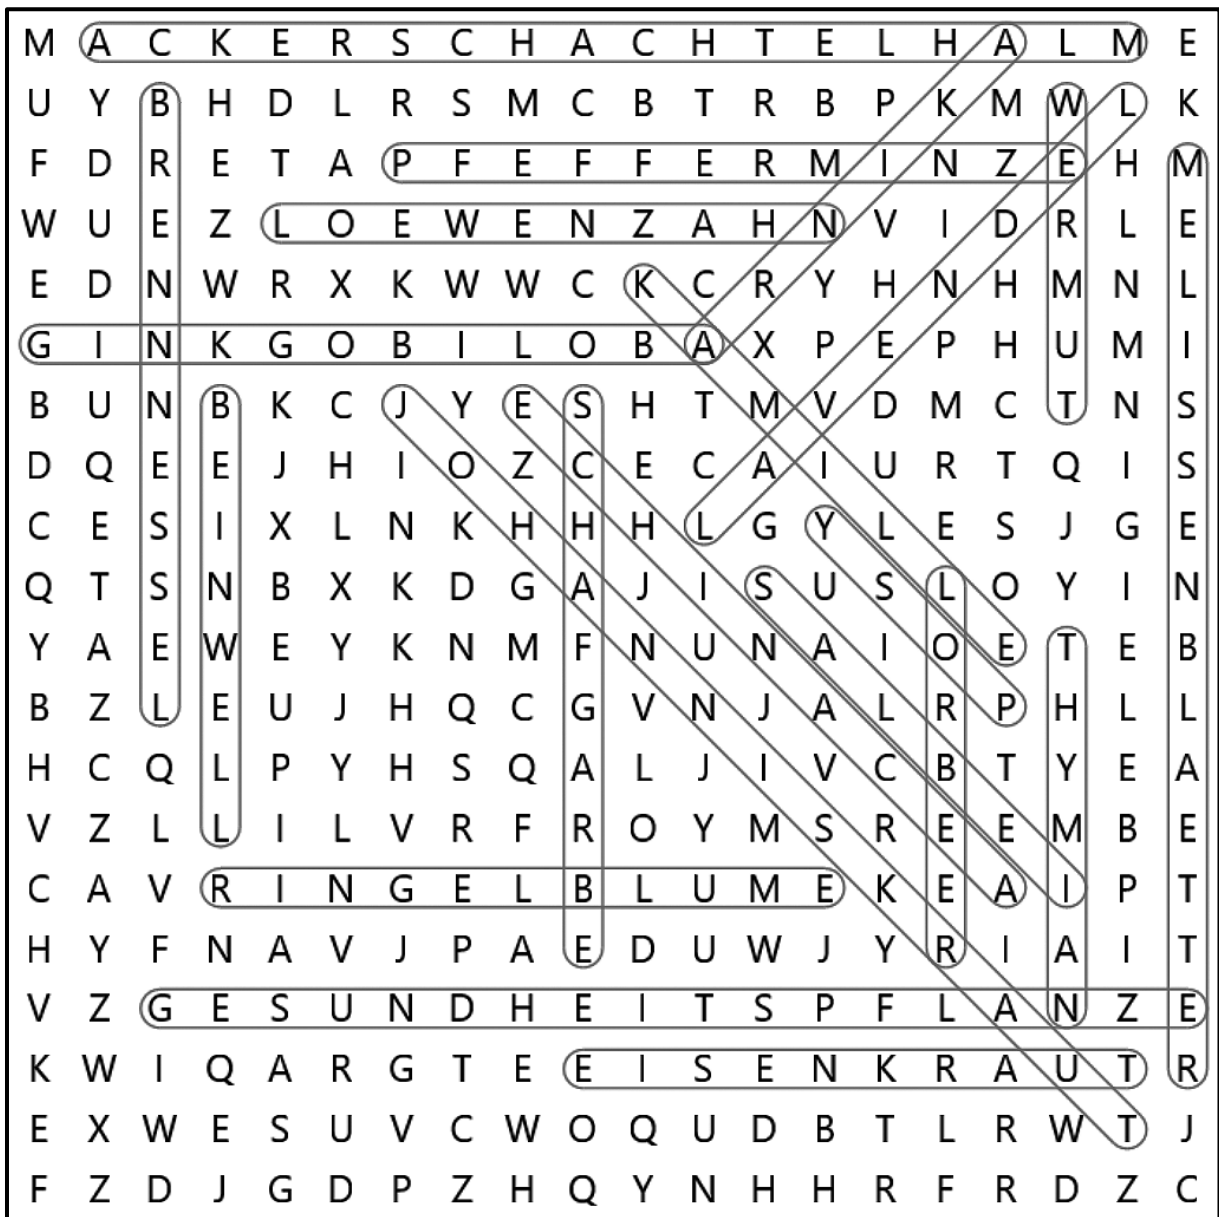 M A C K E R S C H A C H T E L H A L M E
U Y B H D L R S M C B T R B P K M W L K
F D R E T A P F E F F E R M I N Z E H M
W U E Z L O E W E N Z A H N V I D R L E
E D N W R X K W W C K C R Y H N H M N L
G I N K G O B I L O B A X P E P H U M I
B U N B K C J Y E S H T M V D M C T N S
D Q E E J H I O Z C E C A I U R T Q I S
C E S I X L N K H H H L G Y L E S J G E
Q T S N B X K D G A J I S U S L O Y I N
Y A E W E Y K N M F N U N A I O E T E B
B Z L E U J H Q C G V N J A L R P H L L
H C Q L P Y H S Q A L J I V C B T Y E A
V Z L L I L V R F R O Y M S R E E M B E
C A V R I N G E L B L U M E K E A I P T
H Y F N A V J P A E D U W J Y R I A I T
V Z G E S U N D H E I T S P F L A N Z E
K W I Q A R G T E E I S E N K R A U T R
E X W E S U V C W O Q U D B T L R W T J
F Z D J G D P Z H Q Y N H H R F R D Z C